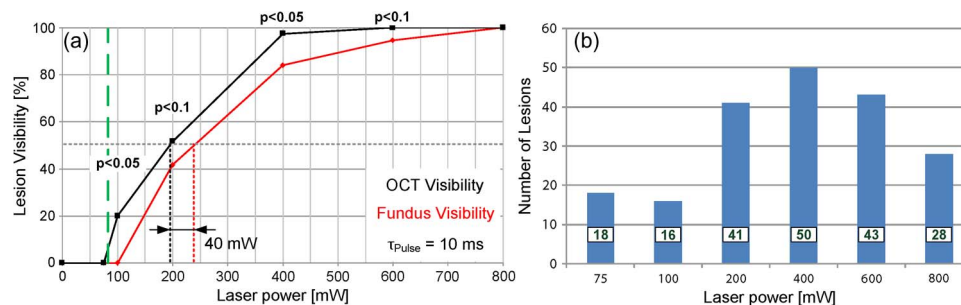 (a)
p<0.05
p<0.1
p<0.1
p<0.05
Lesion Visibility [%]
100
80
60
40
20
0
OCT Visibility
Fundus Visibility
τPulse = 10 ms
40 mW
0 100 200 300 400 500 600 700 800
Laser power [mW]
(b)
Number of Lesions
60
50
40
30
20
10
0
18 16 41 50 43 28
75 100 200 400 600 800
Laser power [mW]